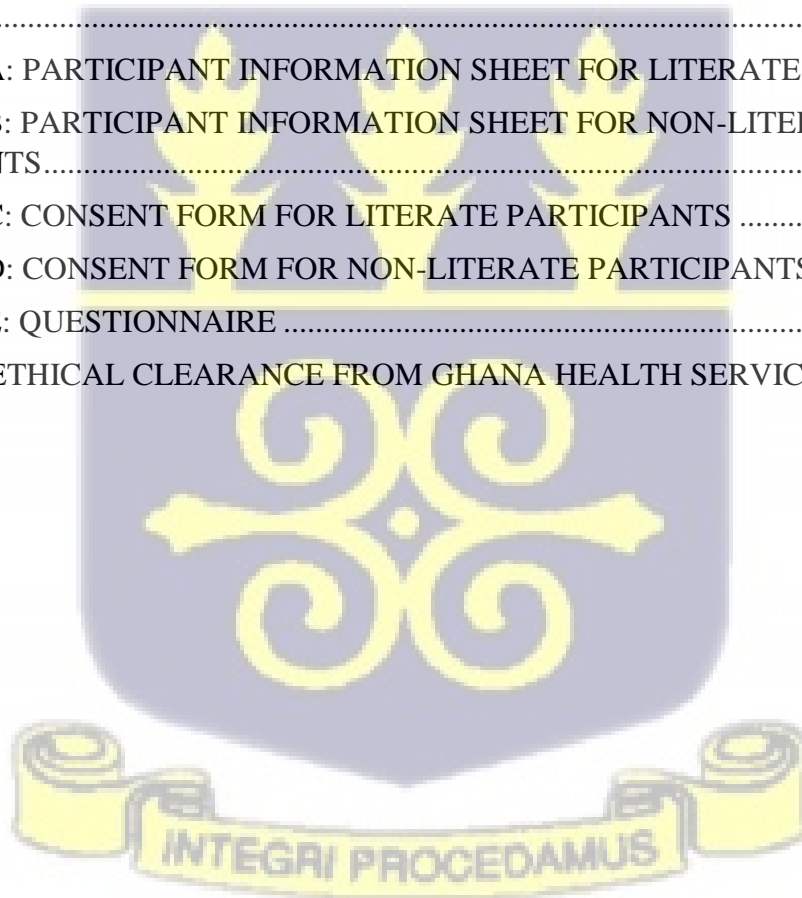 ................................................................................
A: PARTICIPANT INFORMATION SHEET FOR LITERATE
B: PARTICIPANT INFORMATION SHEET FOR NON-LITER
NTS................................................................................
C: CONSENT FORM FOR LITERATE PARTICIPANTS ..........
D: CONSENT FORM FOR NON-LITERATE PARTICIPANTS
E: QUESTIONNAIRE ................................................................
ETHICAL CLEARANCE FROM GHANA HEALTH SERVIC
INTEGRI PROCEDAMUS